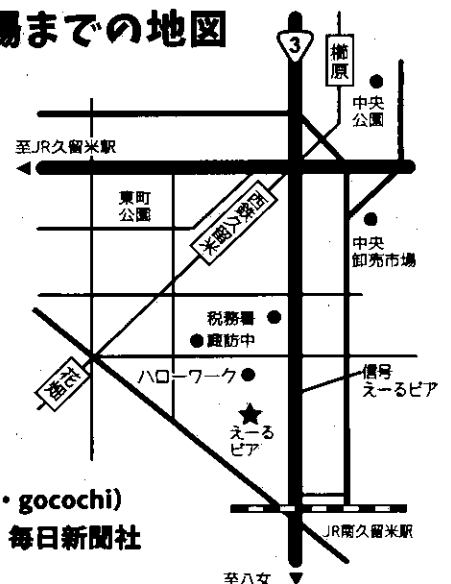 場までの地図
3
櫛原
中央
公園
至JR久留米駅
東町
公園
西鉄久留米
中央
卸売市場
税務署
諏訪中
花畑
ハローワーク
信号
えーるピア
えーる
ピア
・gocochi)
毎日新聞社
JR南久留米駅
至八女